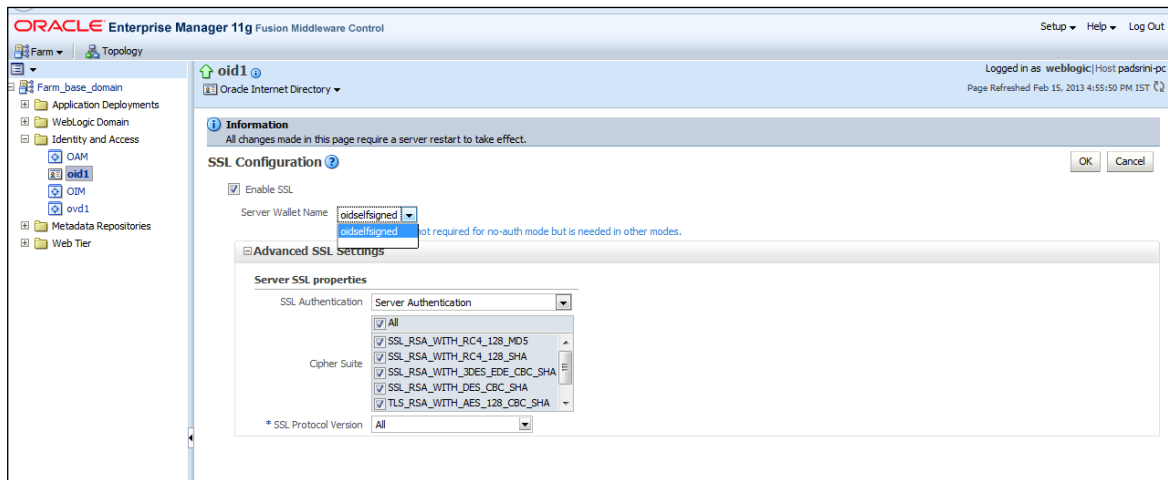 ORACLE Enterprise Manager 11g Fusion Middleware Control
Setup Help Log Out
Farm Topology
Logged in as weblogic|Host padsrini-pc
Page Refreshed Feb 15, 2013 4:55:50 PM IST
Farm_base_domain
Application Deployments
WebLogic Domain
Identity and Access
OAM
oid1
OIM
ovd1
Metadata Repositories
Web Tier
oid1
Oracle Internet Directory
Information
All changes made in this page require a server restart to take effect.
SSL Configuration
OK Cancel
Enable SSL
Server Wallet Name oidselfsigned
oidselfsigned not required for no-auth mode but is needed in other modes.
Advanced SSL Settings
Server SSL properties
SSL Authentication Server Authentication
All
Cipher Suite
SSL_RSA_WITH_RC4_128_MD5
SSL_RSA_WITH_RC4_128_SHA
SSL_RSA_WITH_3DES_EDE_CBC_SHA
SSL_RSA_WITH_DES_CBC_SHA
TLS_RSA_WITH_AES_128_CBC_SHA
* SSL Protocol Version All